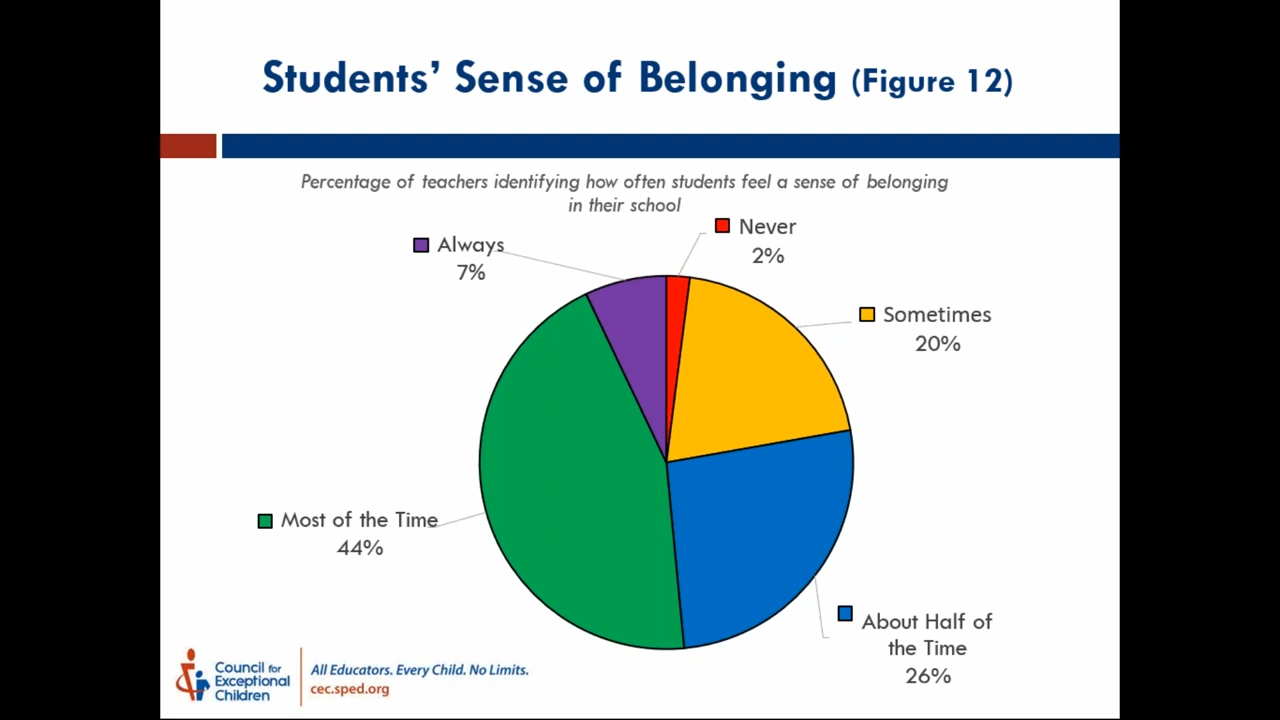 Students’ Sense of Belonging (Figure 12)
Percentage of teachers identifying how often students feel a sense of belonging
in their school
Never
2%
Always
7%
Sometimes
20%
Most of the Time
44%
About Half of
the Time
26%
Council for
Exceptional
Children
All Educators. Every Child. No Limits.
cec.sped.org